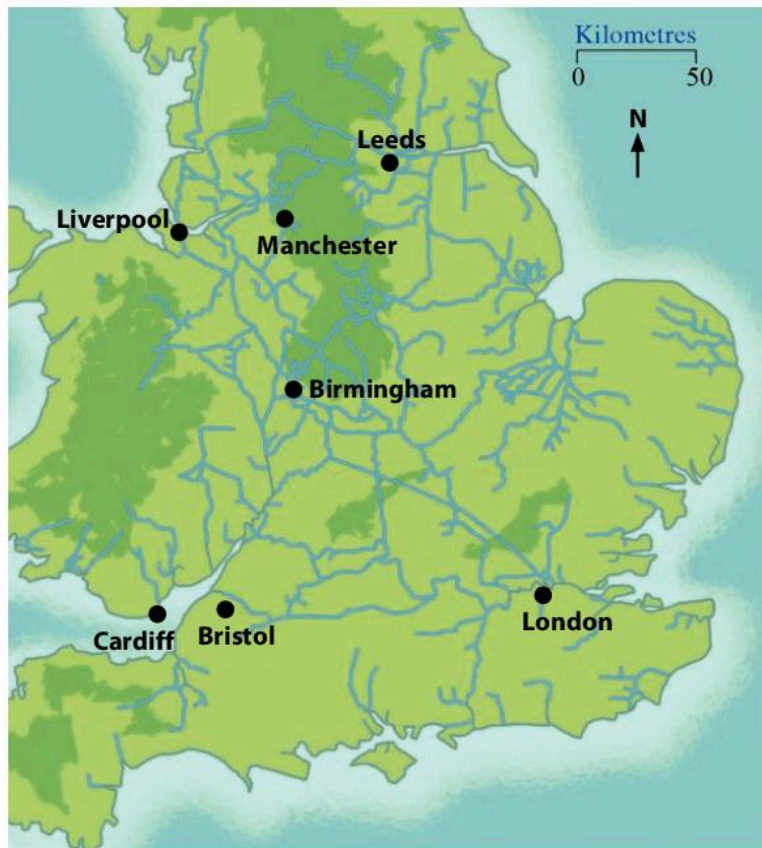 Kilometres
0 50
N
Leeds
Liverpool
Manchester
Birmingham
London
Cardiff
Bristol